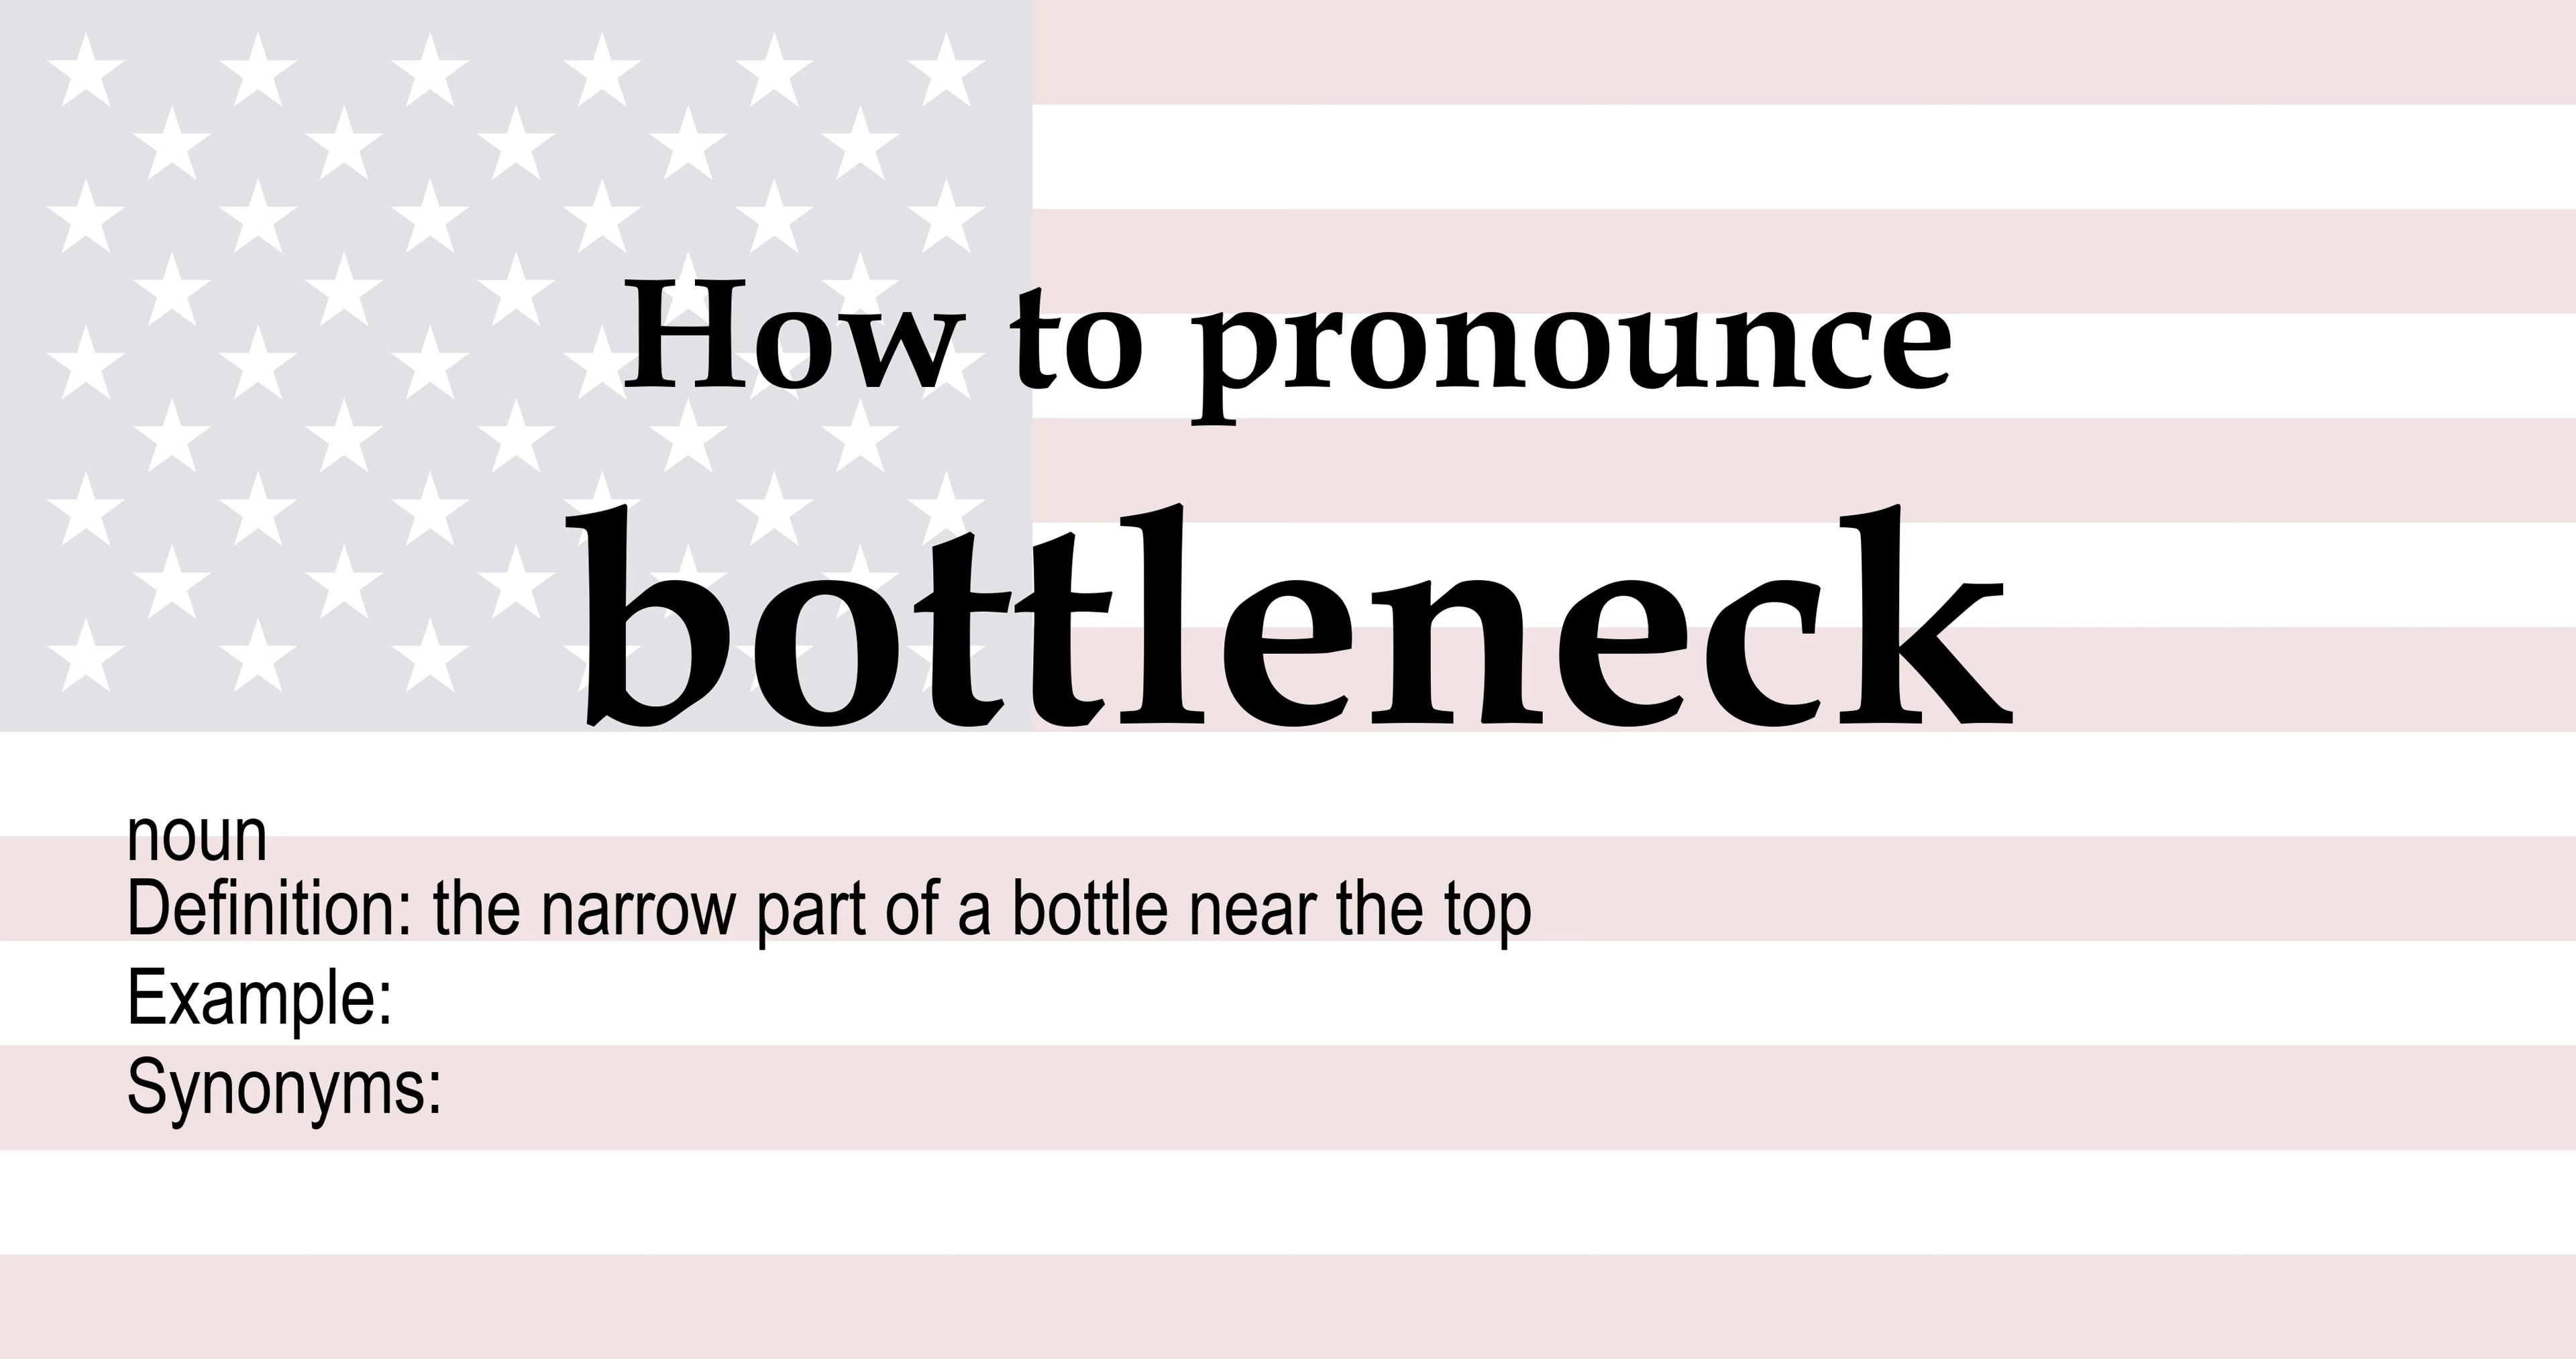 How to pronounce
bottleneck
noun
Definition: the narrow part of a bottle near the top
Example:
Synonyms: